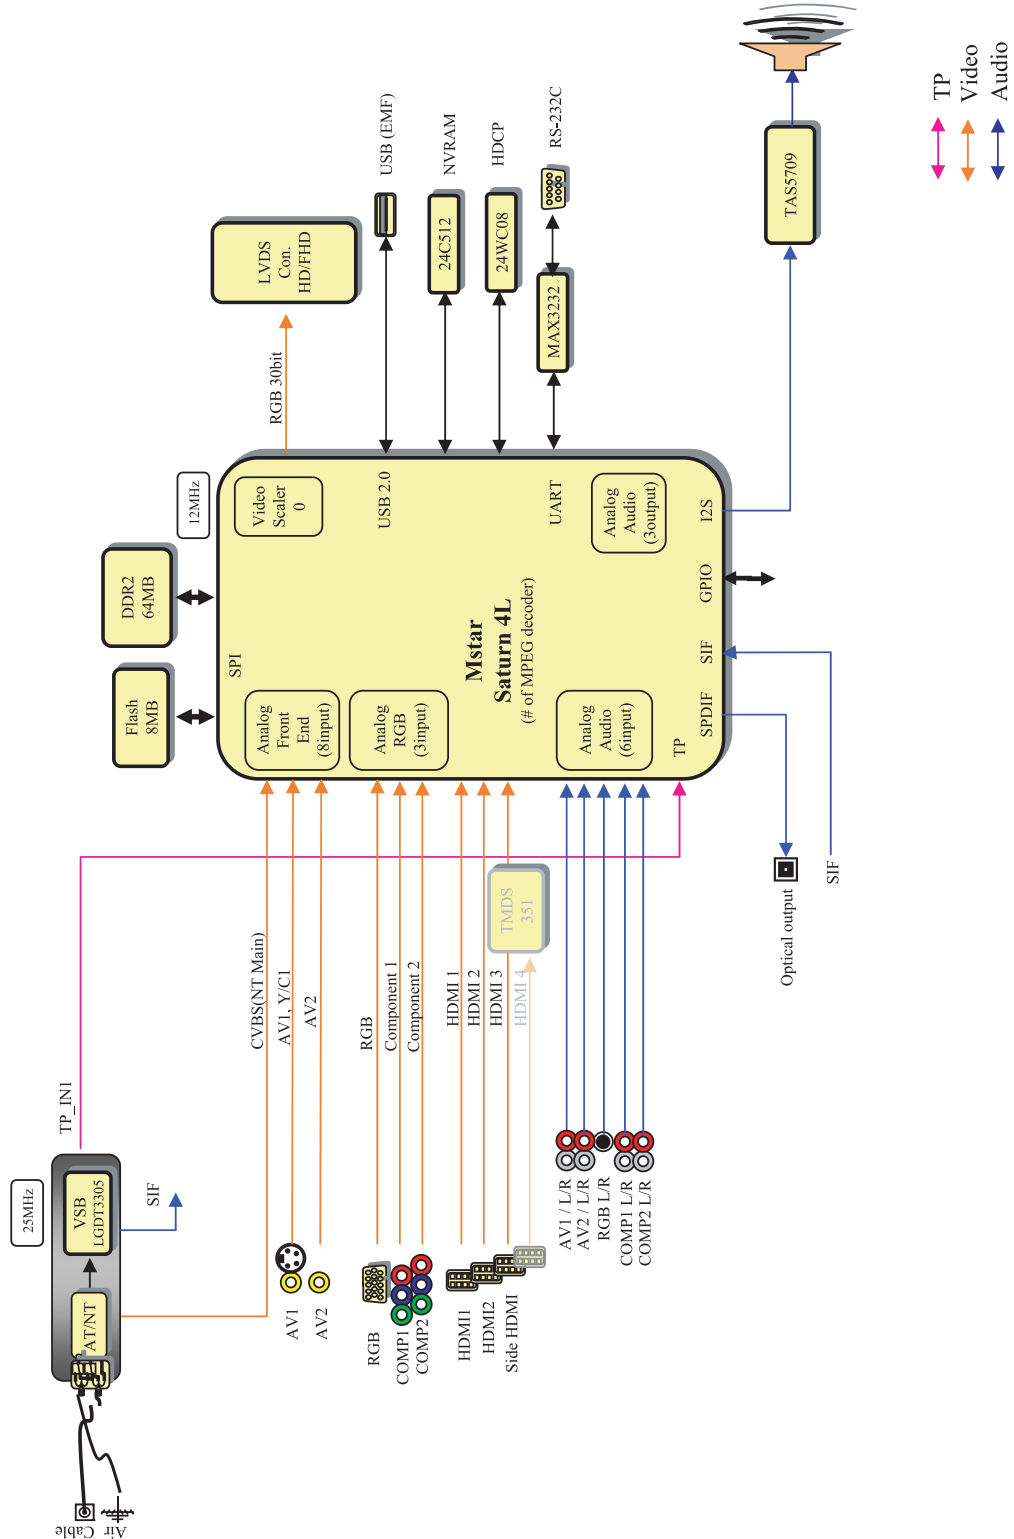 Cable
Air
25MHz
AT/NT
VSB
LGDT3305
TP_IN1
SIF
CVBS(NT Main)
AV1, Y/C1
AV2
RGB
Component 1
Component 2
HDMI 1
HDMI 2
HDMI 3
HDMI 4
TMDS
351
AV1
AV2
RGB
COMP1
COMP2
HDMI1
HDMI2
Side HDMI
AV1 / L/R
AV2 / L/R
RGB L/R
COMP1 L/R
COMP2 L/R
Optical output
SIF
Flash
8MB
DDR2
64MB
12MHz
SPI
Analog
Front
End
(8input)
Analog
RGB
(3input)
Analog
Audio
(6input)
TP
SPDIF
SIF
GPIO
I2S
Mstar
Saturn 4L
(# of MPEG decoder)
Video
Scaler
0
USB 2.0
UART
Analog
Audio
(3output)
RGB 30bit
LVDS
Con.
HD/FHD
USB (EMF)
24C512
NVRAM
24WC08
HDCP
MAX3232
RS-232C
TAS5709
TP
Video
Audio